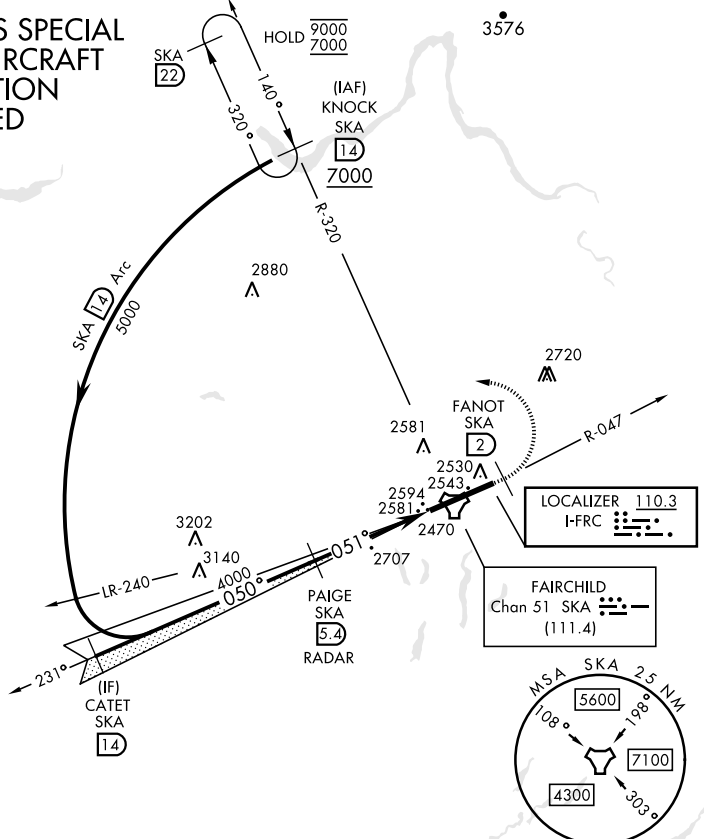 S SPECIAL
RCRAFT
TION
ED
3576
HOLD 9000
7000
SKA
22
320°
140°
(IAF)
KNOCK
SKA
14
7000
R-320
SKA 14 Arc
5000
2880
2720
2581
FANOT
SKA
2
R-047
2530
2543
2594
2581
2470
LOCALIZER 110.3
I-FRC
3202
3140
051°
2707
LR-240
4000
050°
PAIGE
SKA
5.4
RADAR
FAIRCHILD
Chan 51 SKA
(111.4)
231°
(IF)
CATET
SKA
14
MSA SKA 25 NM
5600
108°
198°
7100
4300
303°